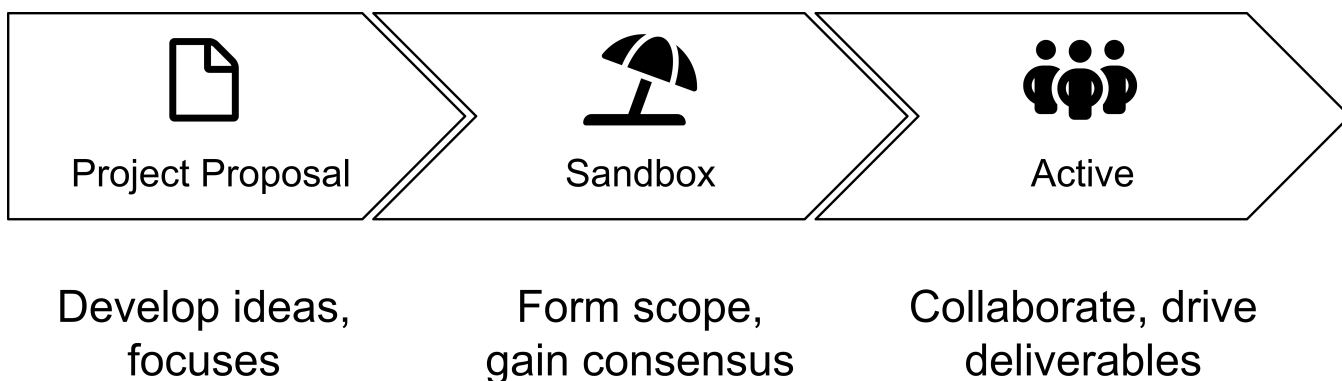 Project Proposal
Sandbox
Active
Develop ideas,
focuses
Form scope,
gain consensus
Collaborate, drive
deliverables